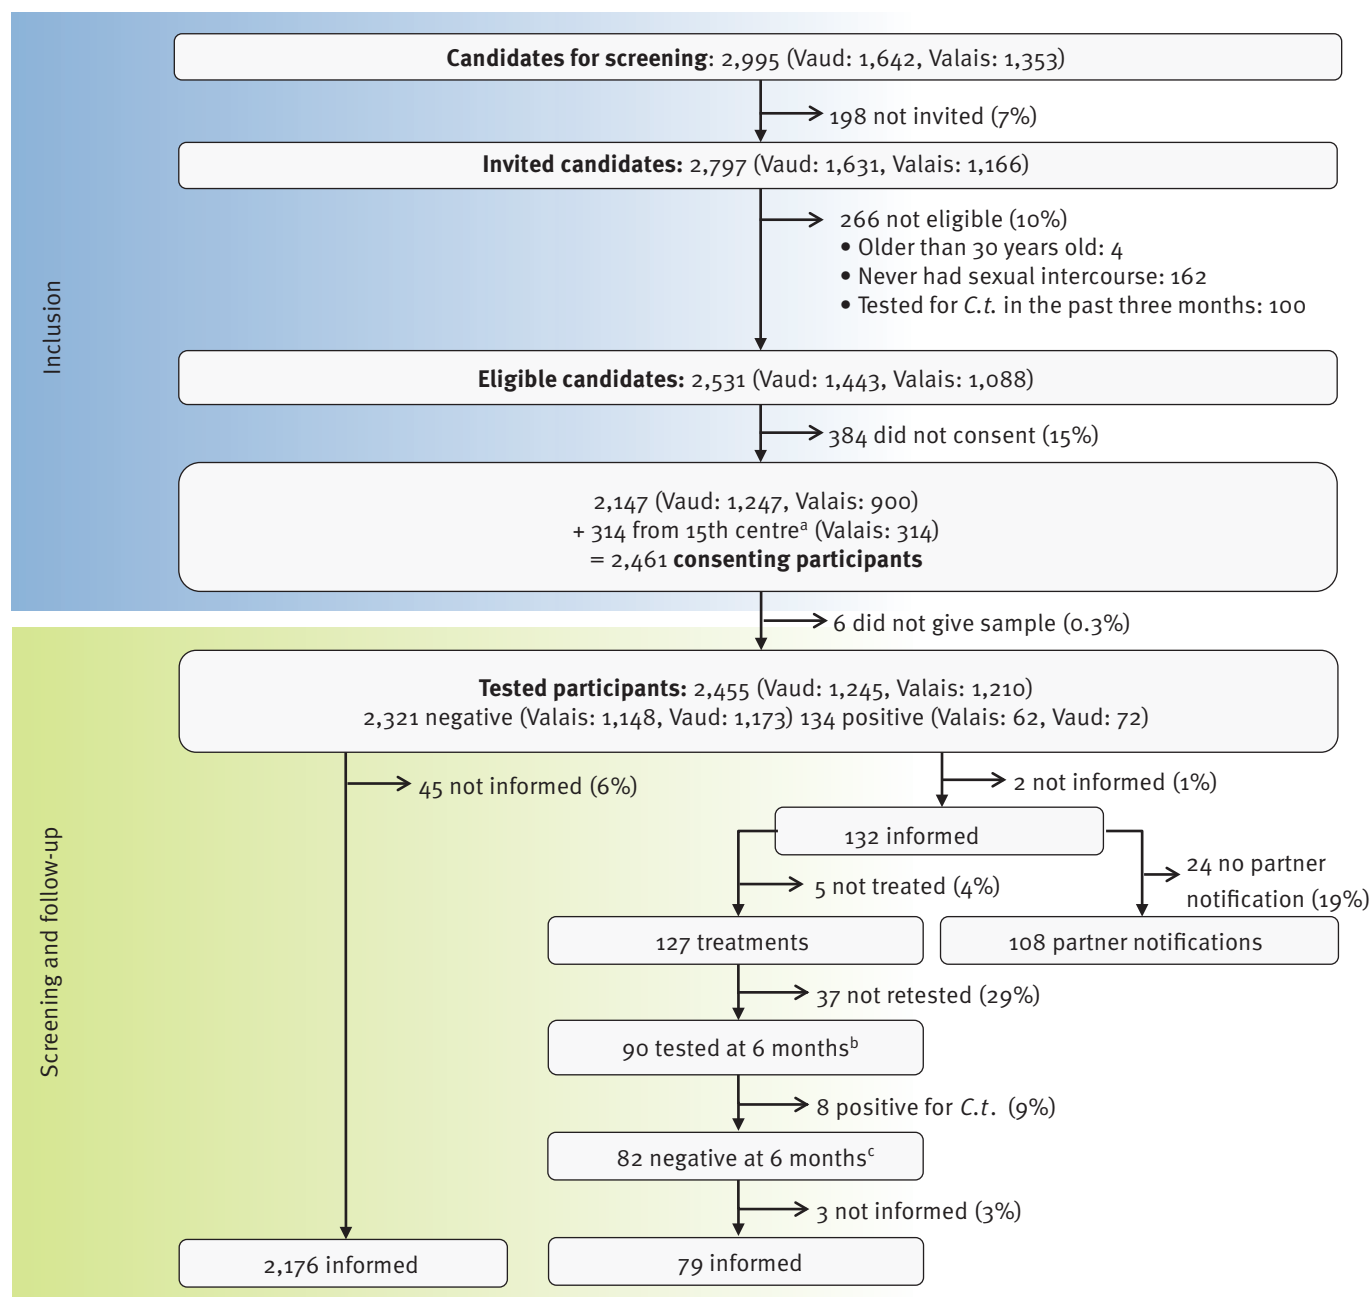 Candidates for screening: 2,995 (Vaud: 1,642, Valais: 1,353)
198 not invited (7%)
Invited candidates: 2,797 (Vaud: 1,631, Valais: 1,166)
266 not eligible (10%)
• Older than 30 years old: 4
• Never had sexual intercourse: 162
• Tested for C.t. in the past three months: 100
Inclusion
Eligible candidates: 2,531 (Vaud: 1,443, Valais: 1,088)
384 did not consent (15%)
2,147 (Vaud: 1,247, Valais: 900)
+ 314 from 15th centreᵃ (Valais: 314)
= 2,461 consenting participants
6 did not give sample (0.3%)
Tested participants: 2,455 (Vaud: 1,245, Valais: 1,210)
2,321 negative (Valais: 1,148, Vaud: 1,173) 134 positive (Valais: 62, Vaud: 72)
45 not informed (6%)
2 not informed (1%)
132 informed
5 not treated (4%)
24 no partner
notification (19%)
127 treatments
108 partner notifications
Screening and follow-up
37 not retested (29%)
90 tested at 6 monthsᵇ
8 positive for C.t. (9%)
82 negative at 6 monthsᶜ
3 not informed (3%)
2,176 informed
79 informed